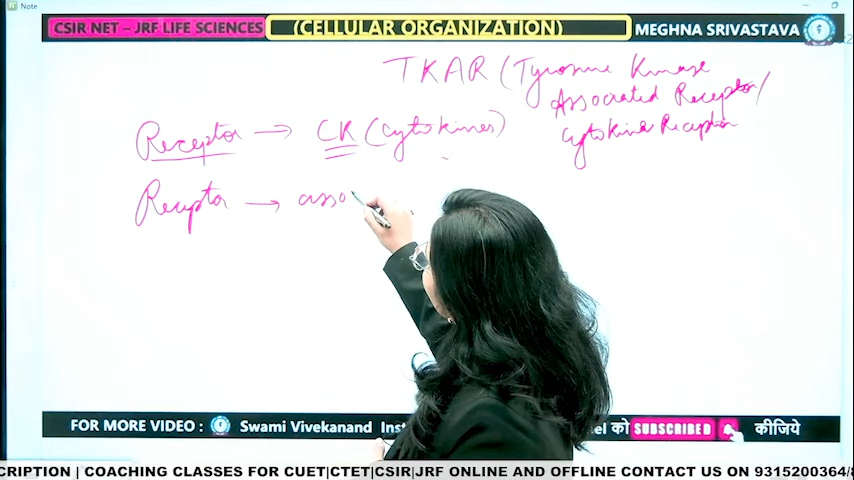 Note
CSIR NET – JRF LIFE SCIENCES
(CELLULAR ORGANIZATION)
MEGHNA SRIVASTAVA
TKAR (Tyrosine Kinase
Associated Receptor/
Cytokine Receptor
Receptor → CK (Cytokines)
Receptor → asso
FOR MORE VIDEO :
Swami Vivekanand Inst
को
SUBSCRIBED
कीजिये
CRIPTION | COACHING CLASSES FOR CUET|CTET|CSIR|JRF ONLINE AND OFFLINE CONTACT US ON 9315200364/